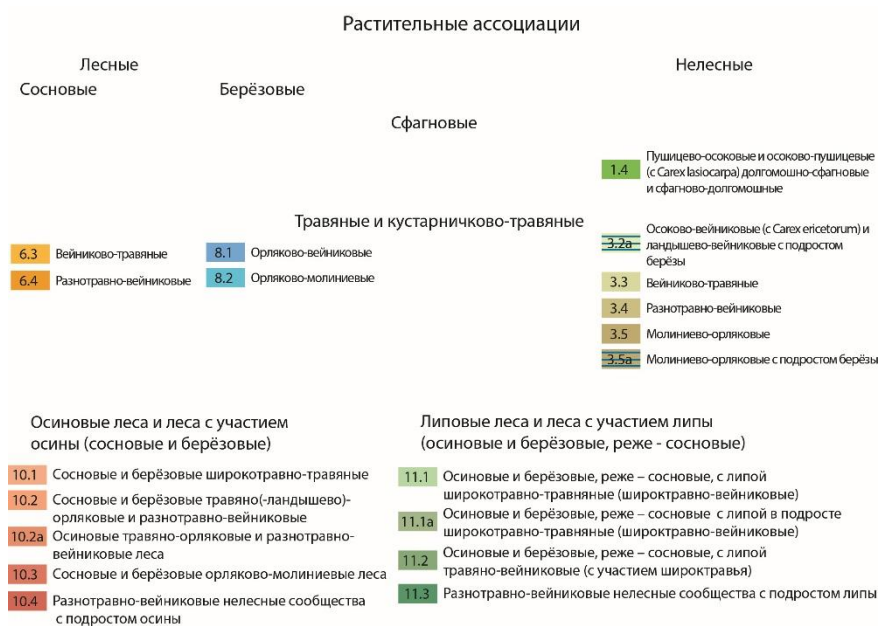 Растительные ассоциации
Лесные
Нелесные
Сосновые
Берёзовые
Сфагновые
1.4
Пушицево-осоковые и осоково-пушицевые
(с Carex lasiocarpa) долгомошно-сфагновые
и сфагново-долгомошные
Травяные и кустарничково-травяные
6.3
Вейниково-травяные
6.4
Разнотравно-вейниковые
8.1
Орляково-вейниковые
8.2
Орляково-молиниевые
3.2а
Осоково-вейниковые (с Carex ericetorum) и
ландышево-вейниковые с подростом
берёзы
3.3
Вейниково-травяные
3.4
Разнотравно-вейниковые
3.5
Молиниево-орляковые
3.5а
Молиниево-орляковые с подростом берёзы
Осиновые леса и леса с участием
осины (сосновые и берёзовые)
10.1
Сосновые и берёзовые широкотравно-травяные
10.2
Сосновые и берёзовые травяно(-ландышево)-
орляковые и разнотравно-вейниковые
10.2а
Осиновые травяно-орляковые и разнотравно-
вейниковые леса
10.3
Сосновые и берёзовые орляково-молиниевые леса
10.4
Разнотравно-вейниковые нелесные сообщества
с подростом осины
Липовые леса и леса с участием липы
(осиновые и берёзовые, реже - сосновые)
11.1
Осиновые и берёзовые, реже – сосновые, с липой
широкотравно-травняные (широктравно-вейниковые)
11.1а
Осиновые и берёзовые, реже – сосновые с липой в подросте
широкотравно-травняные (широктравно-вейниковые)
11.2
Осиновые и берёзовые, реже – сосновые, с липой
травяно-вейниковые (с участием широктравья)
11.3
Разнотравно-вейниковые нелесные сообщества с подростом липы